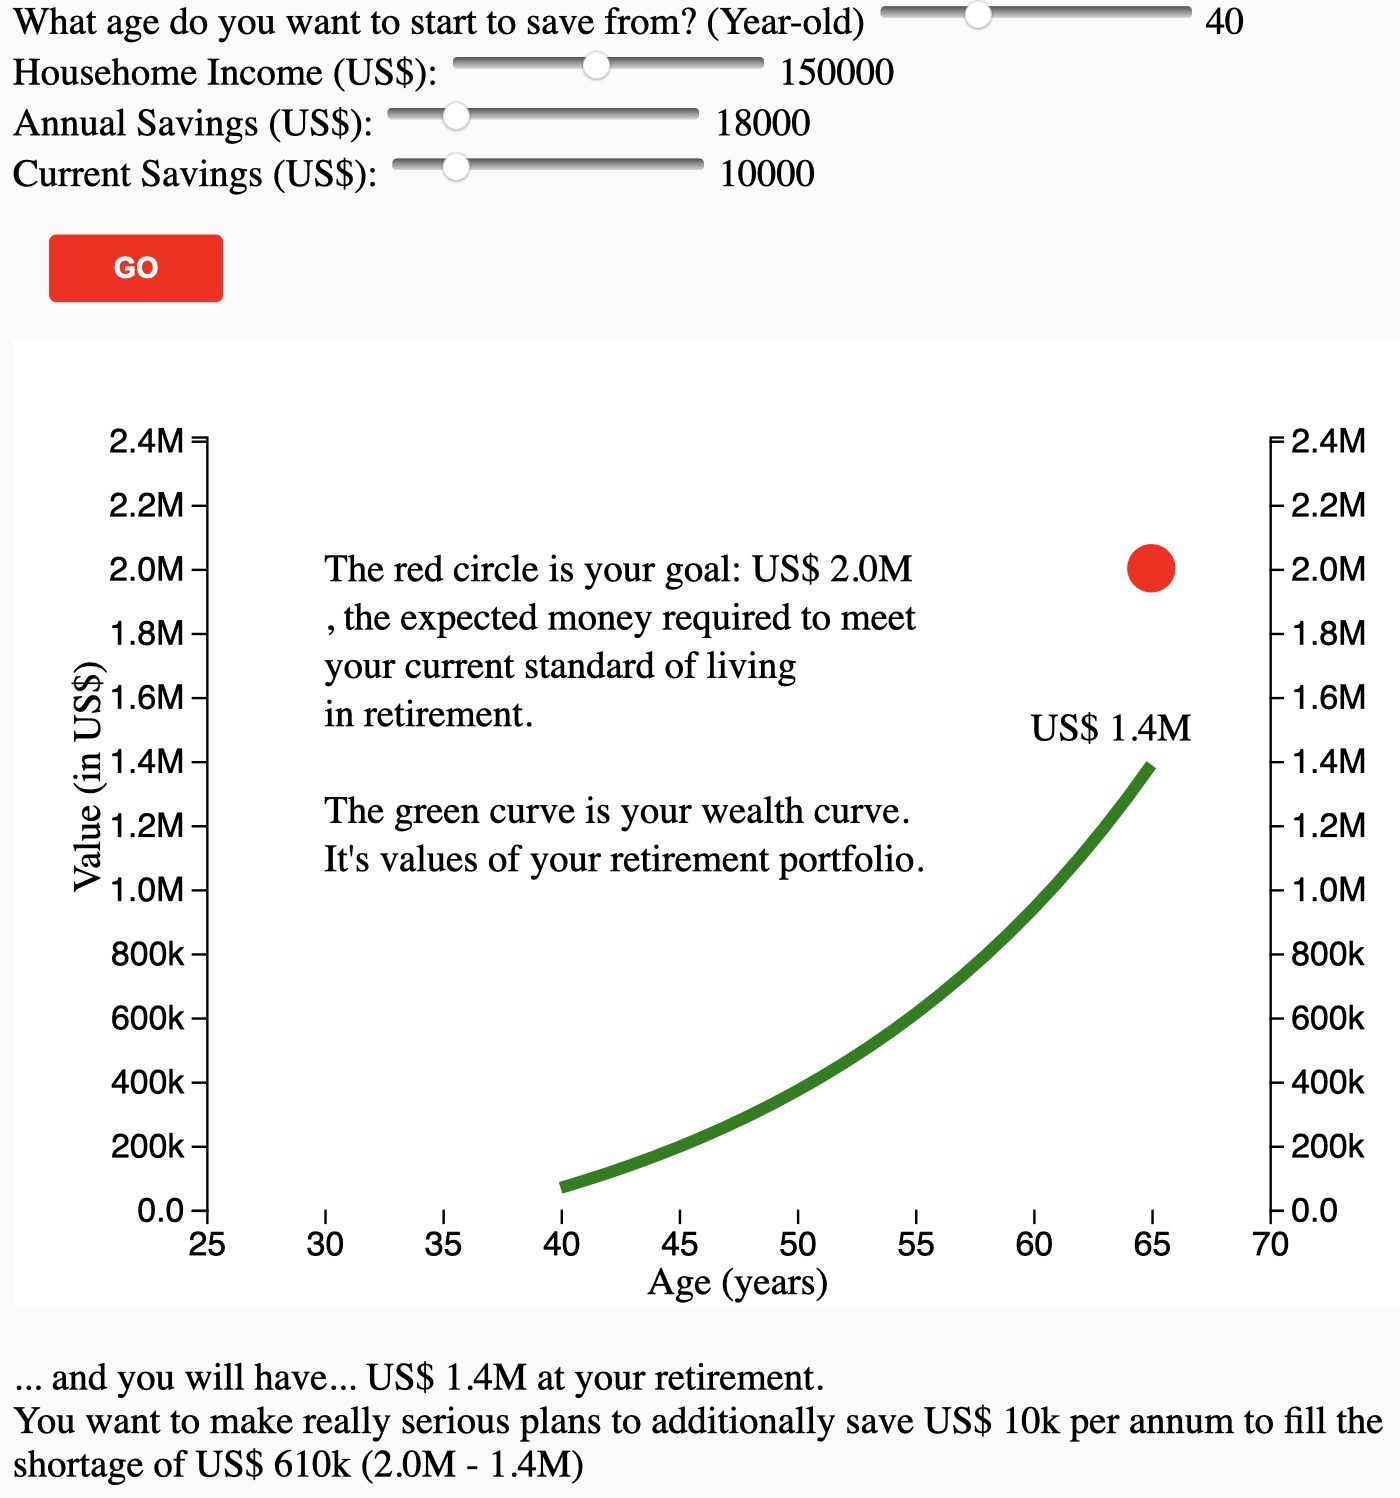 What age do you want to start to save from? (Year-old) 40
Househome Income (US$): 150000
Annual Savings (US$): 18000
Current Savings (US$): 10000
GO
2.4M
2.2M
2.0M
1.8M
1.6M
1.4M
1.2M
1.0M
800k
600k
400k
200k
0.0
Value (in US$)
The red circle is your goal: US$ 2.0M
, the expected money required to meet
your current standard of living
in retirement.
The green curve is your wealth curve.
It's values of your retirement portfolio.
US$ 1.4M
2.4M
2.2M
2.0M
1.8M
1.6M
1.4M
1.2M
1.0M
800k
600k
400k
200k
0.0
25 30 35 40 45 50 55 60 65 70
Age (years)
... and you will have... US$ 1.4M at your retirement.
You want to make really serious plans to additionally save US$ 10k per annum to fill the
shortage of US$ 610k (2.0M - 1.4M)